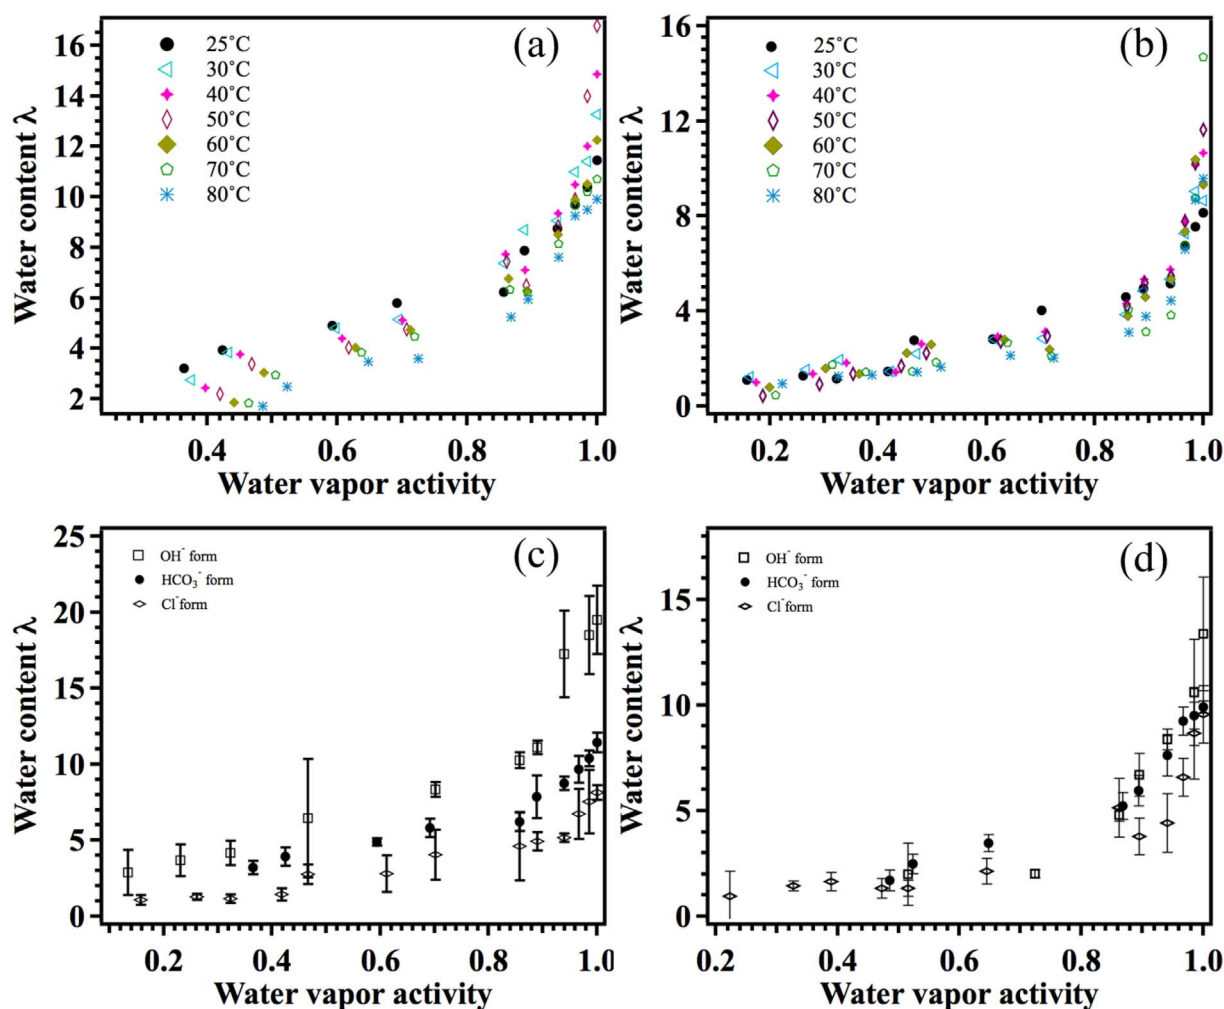 (a)
16
14
12
10
8
6
4
2
25°C
30°C
40°C
50°C
60°C
70°C
80°C
0.4 0.6 0.8 1.0
Water vapor activity
Water content λ
(b)
16
12
8
4
0
25°C
30°C
40°C
50°C
60°C
70°C
80°C
0.2 0.4 0.6 0.8 1.0
Water vapor activity
Water content λ
(c)
25
20
15
10
5
0
OH⁻ form
HCO₃⁻ form
Cl⁻form
0.2 0.4 0.6 0.8 1.0
Water vapor activity
Water content λ
(d)
15
10
5
0
OH⁻ form
HCO₃⁻ form
Cl⁻form
0.2 0.4 0.6 0.8 1.0
Water vapor activity
Water content λ